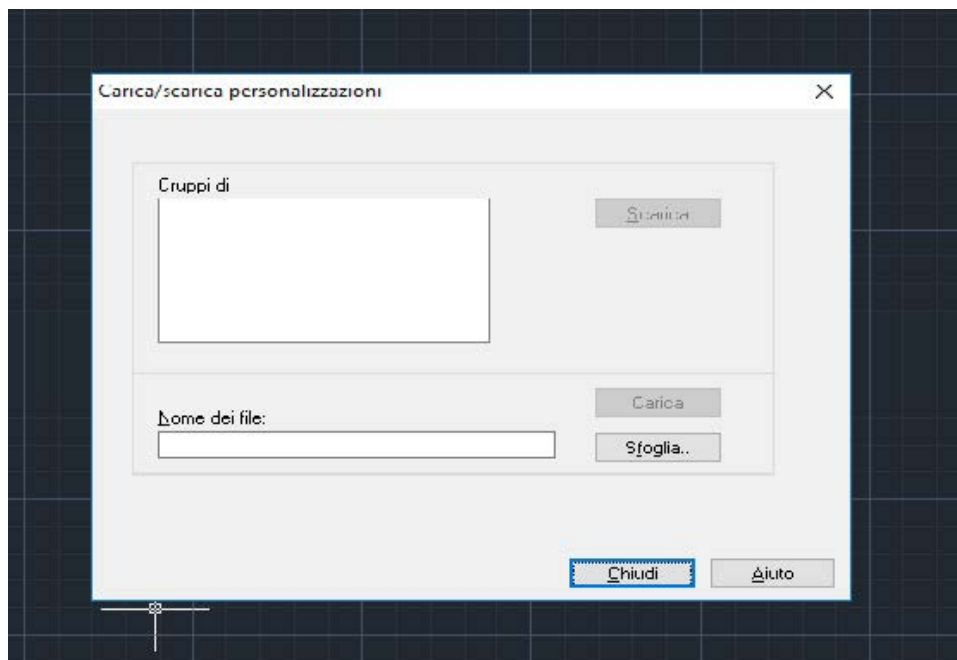 Carica/scarica personalizzazioni
Gruppi di
Scarica
Carica
Nome dei file:
Sfoglia..
Chiudi
Aiuto